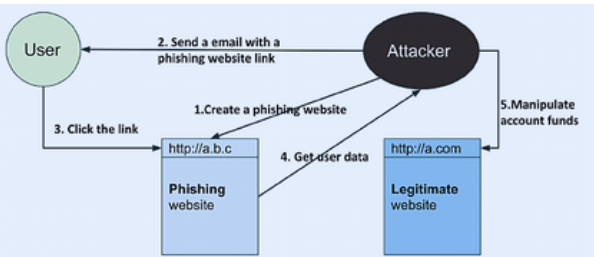 User
2. Send a email with a
phishing website link
Attacker
1.Create a phishing website
5.Manipulate
account funds
3. Click the link
http://a.b.c
4. Get user data
http://a.com
Phishing
website
Legitimate
website